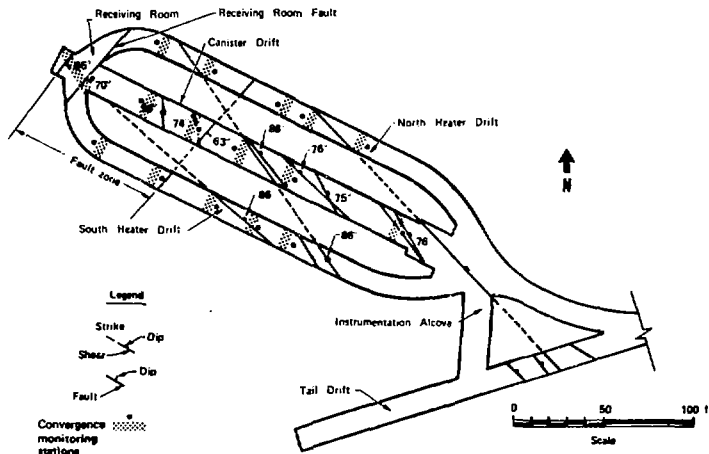 Receiving Room
Receiving Room Fault
Canister Drift
70°
74
63°
86
76°
North Heater Drift
N
Fault zone
75°
86
South Heater Drift
86
76
Legend
Strike
Dip
Shear
Dip
Fault
Convergence
monitoring
stations
Instrumentation Alcove
Tail Drift
0 50 100 f
Scale